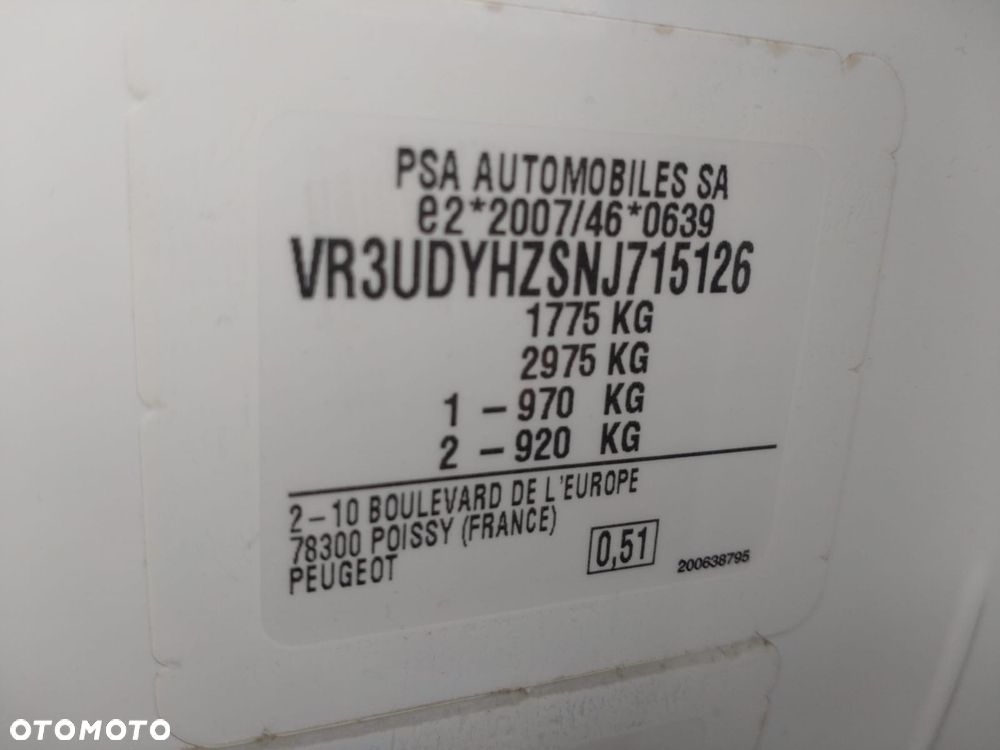 PSA AUTOMOBILES SA
e2*2007/46*0639
VR3UDYHZSNJ715126
1775 KG
2975 KG
1 – 970 KG
2 – 920 KG
2–10 BOULEVARD DE L'EUROPE
78300 POISSY (FRANCE)
PEUGEOT
0,51
200638795
OTOMOTO